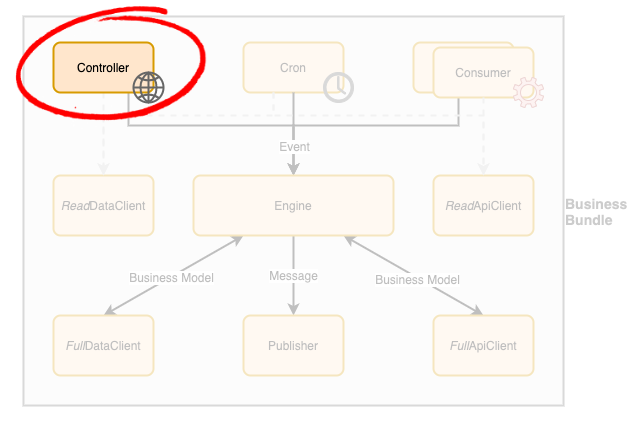 Controller
Cron
Consumer
Event
ReadDataClient
Engine
ReadApiClient
Business
Bundle
Business Model
Message
Business Model
FullDataClient
Publisher
FullApiClient